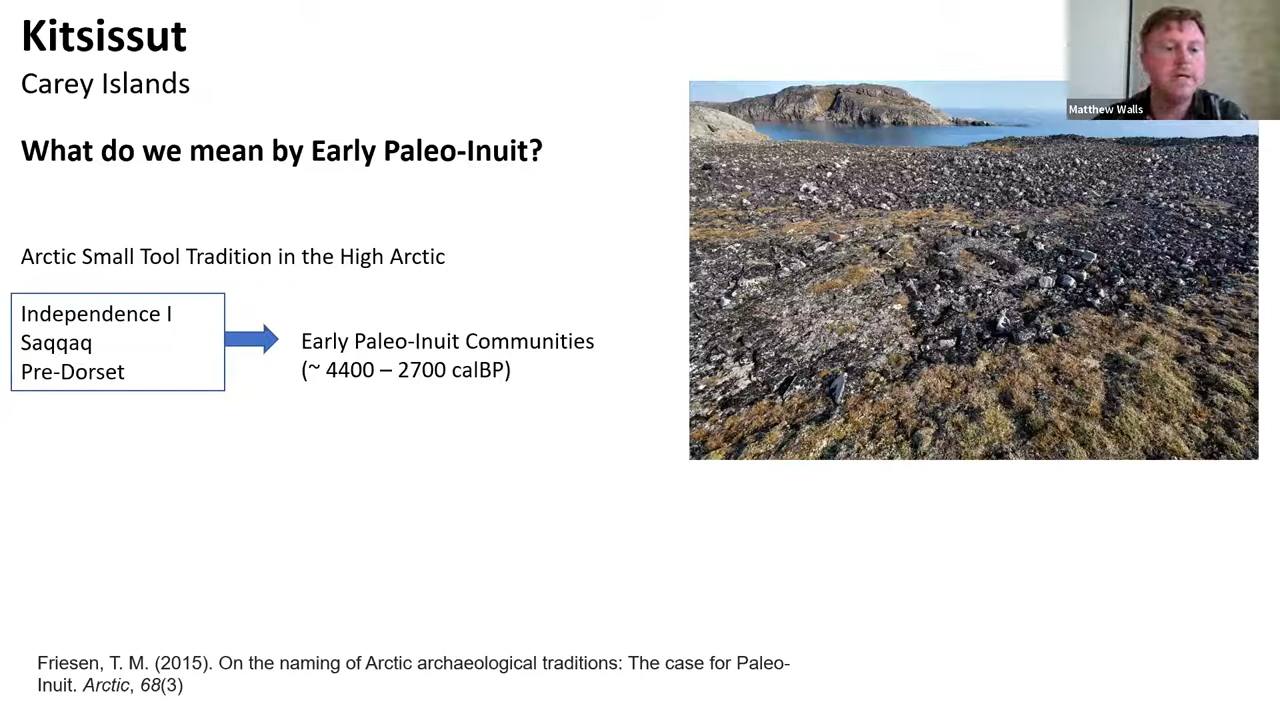 Kitsissut
Carey Islands
Matthew Walls
What do we mean by Early Paleo-Inuit?
Arctic Small Tool Tradition in the High Arctic
Independence I
Saqqaq
Pre-Dorset
Early Paleo-Inuit Communities
(~ 4400 – 2700 calBP)
Friesen, T. M. (2015). On the naming of Arctic archaeological traditions: The case for Paleo-
Inuit. Arctic, 68(3)